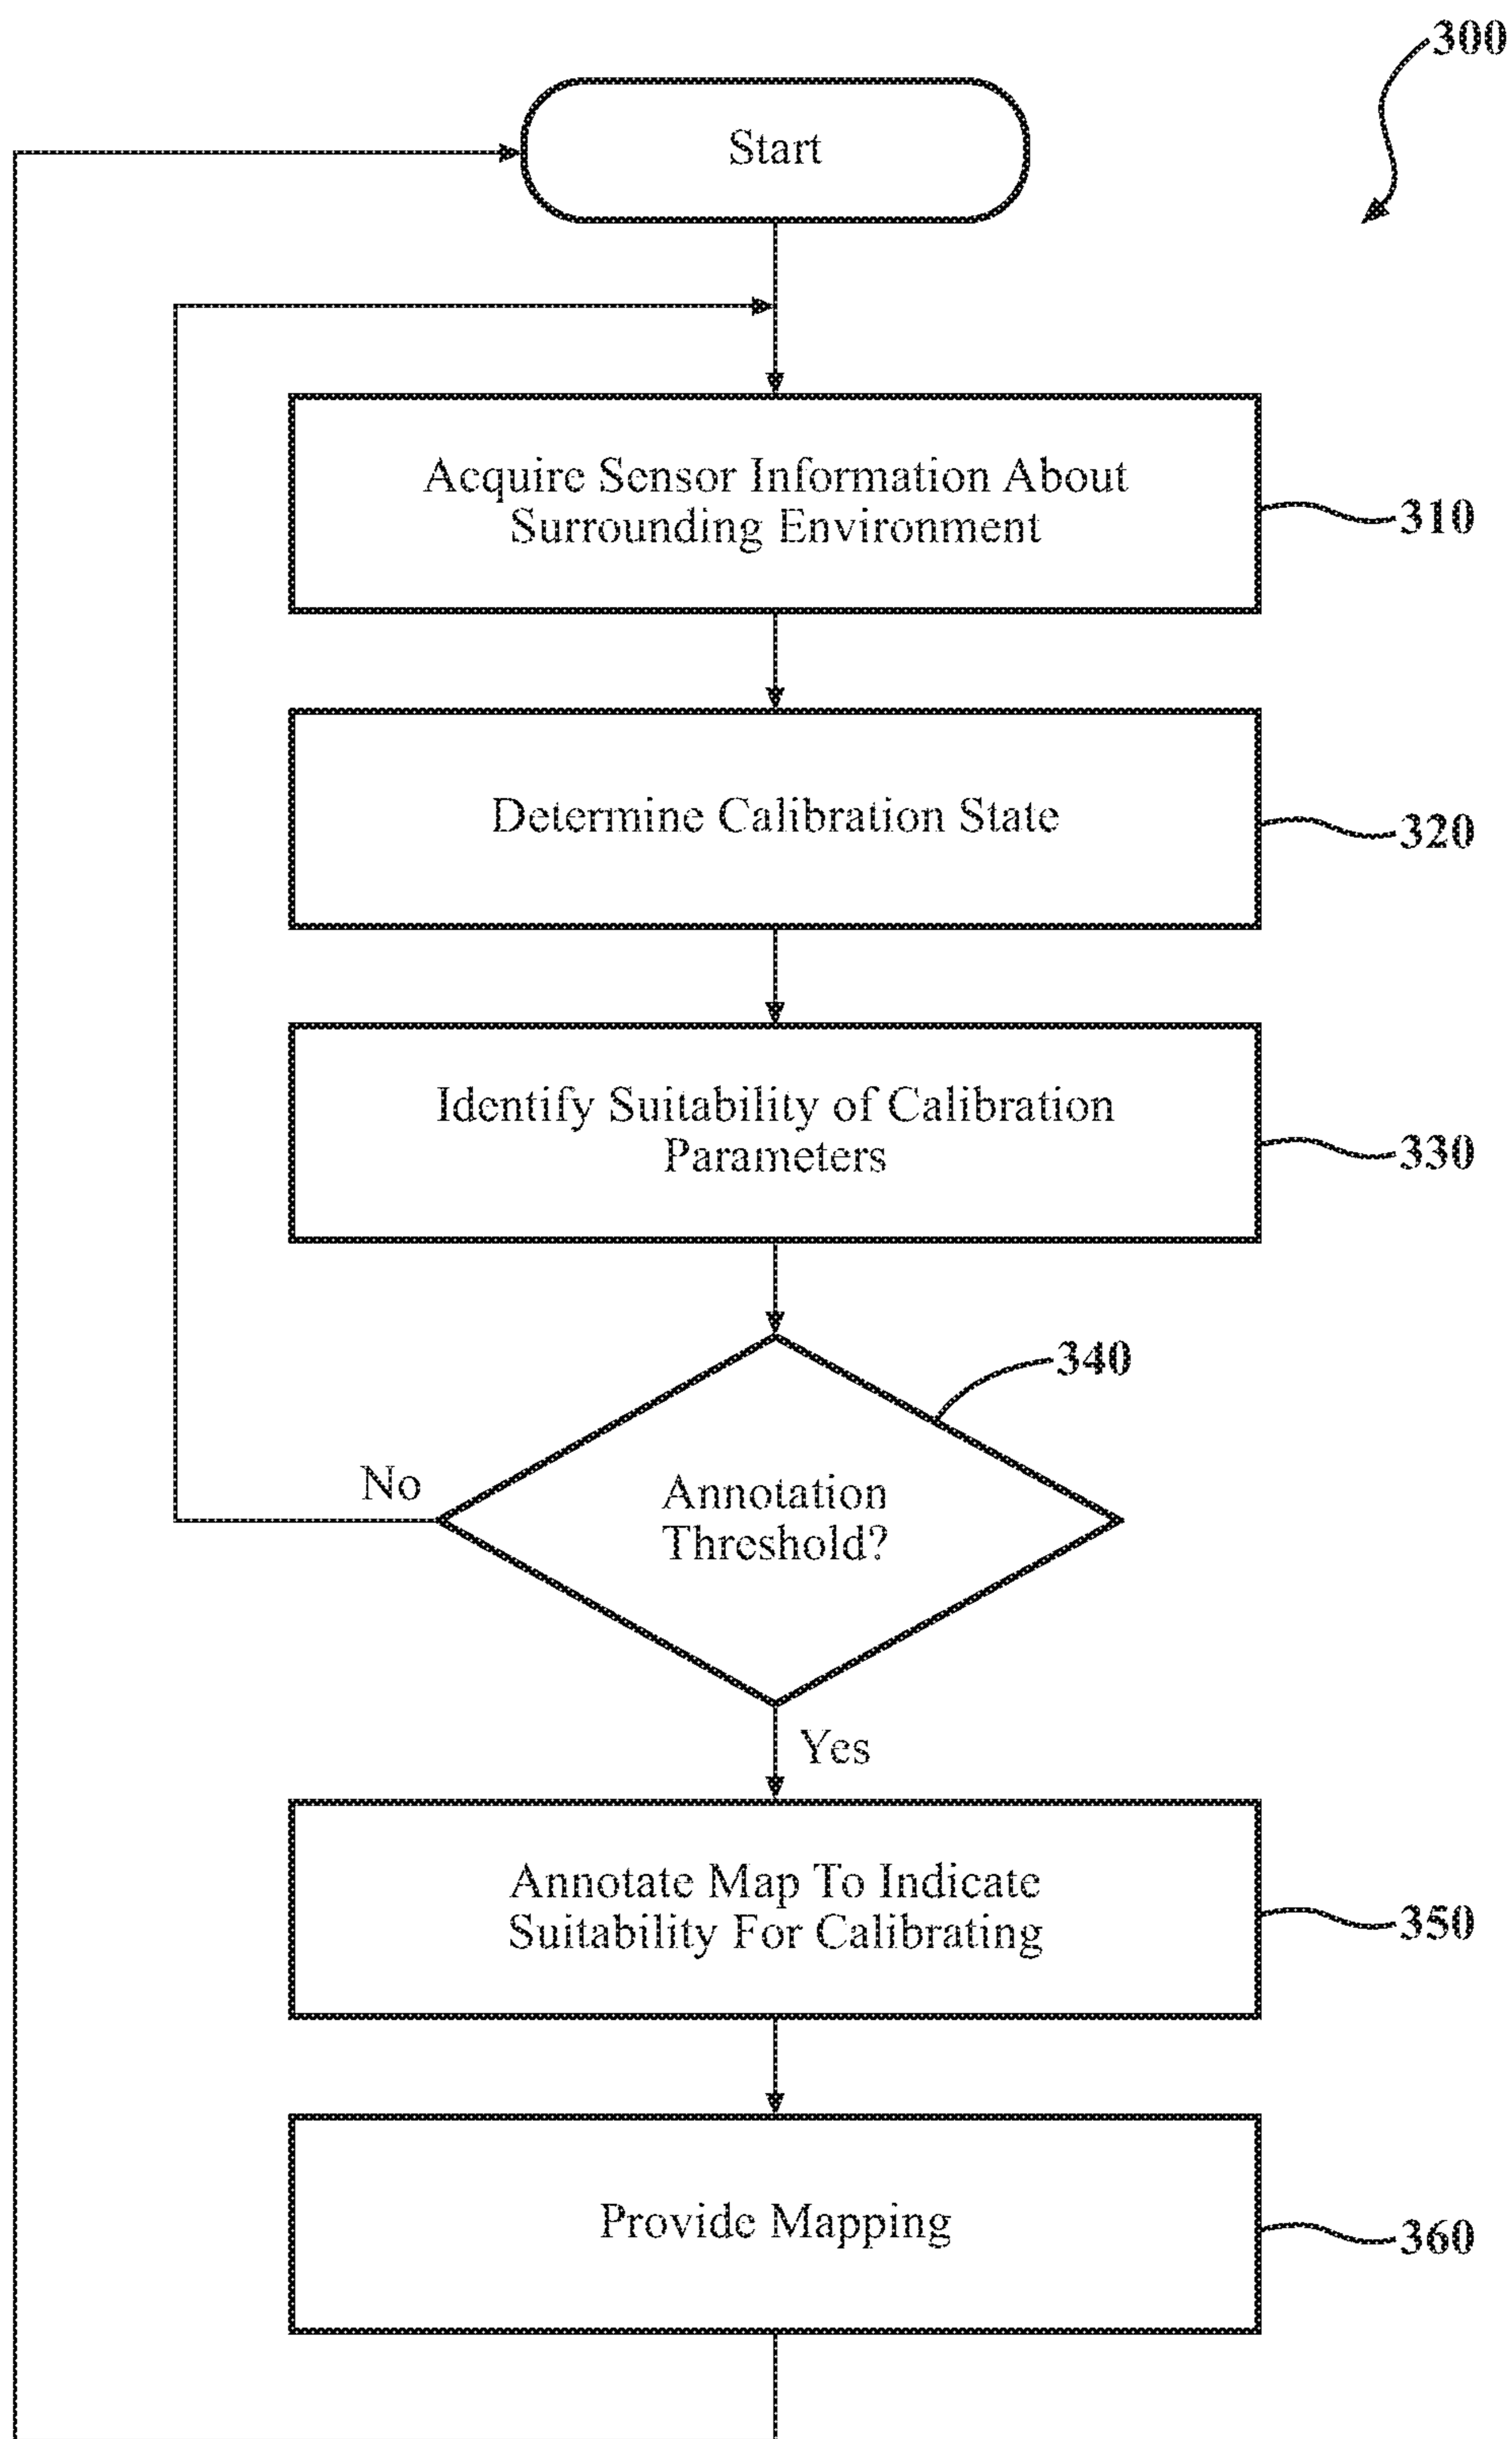 300
Start
Acquire Sensor Information About
Surrounding Environment
310
Determine Calibration State
320
Identify Suitability of Calibration
Parameters
330
340
No
Annotation
Threshold?
Yes
Annotate Map To Indicate
Suitability For Calibrating
350
Provide Mapping
360